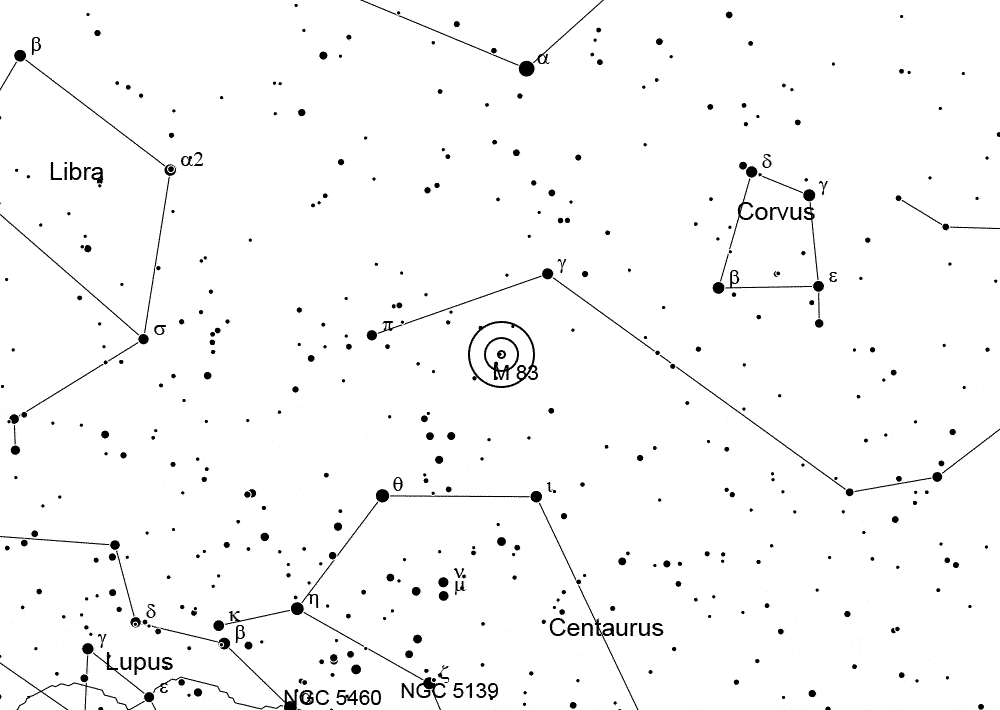 β
α
α2
Libra
δ
γ
Corvus
γ
β
ε
σ
π
M 83
θ
ι
ν
μ
η
κ
δ
β
Centaurus
γ
Lupus
ζ
ε
NGC 5460
NGC 5139